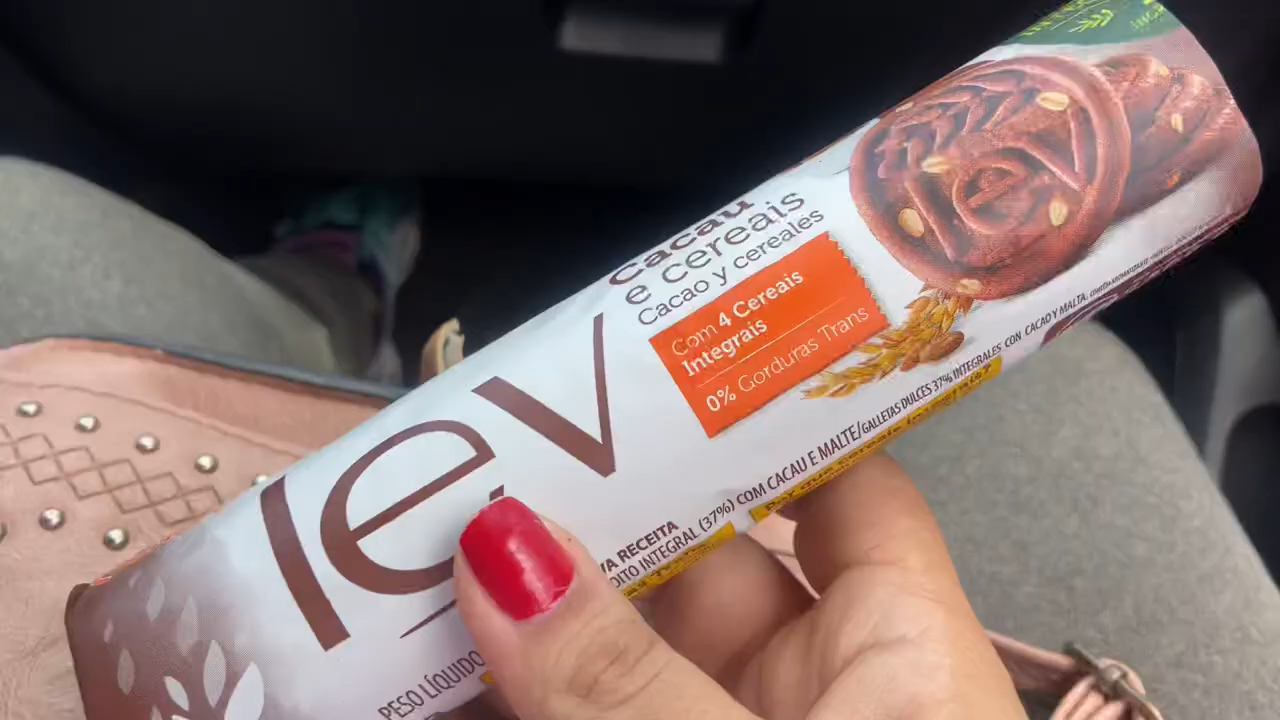 Cacau
e cereais
Cacao y cereales
Com 4 Cereais
Integrais
0% Gorduras Trans
lev
lev
RECEITA
INTEGRAL (37%) COM CACAU E MALTE/GALLETAS DULCES 37% INTEGRALES CON CACAO Y MALTA.
PESO LÍQUIDO